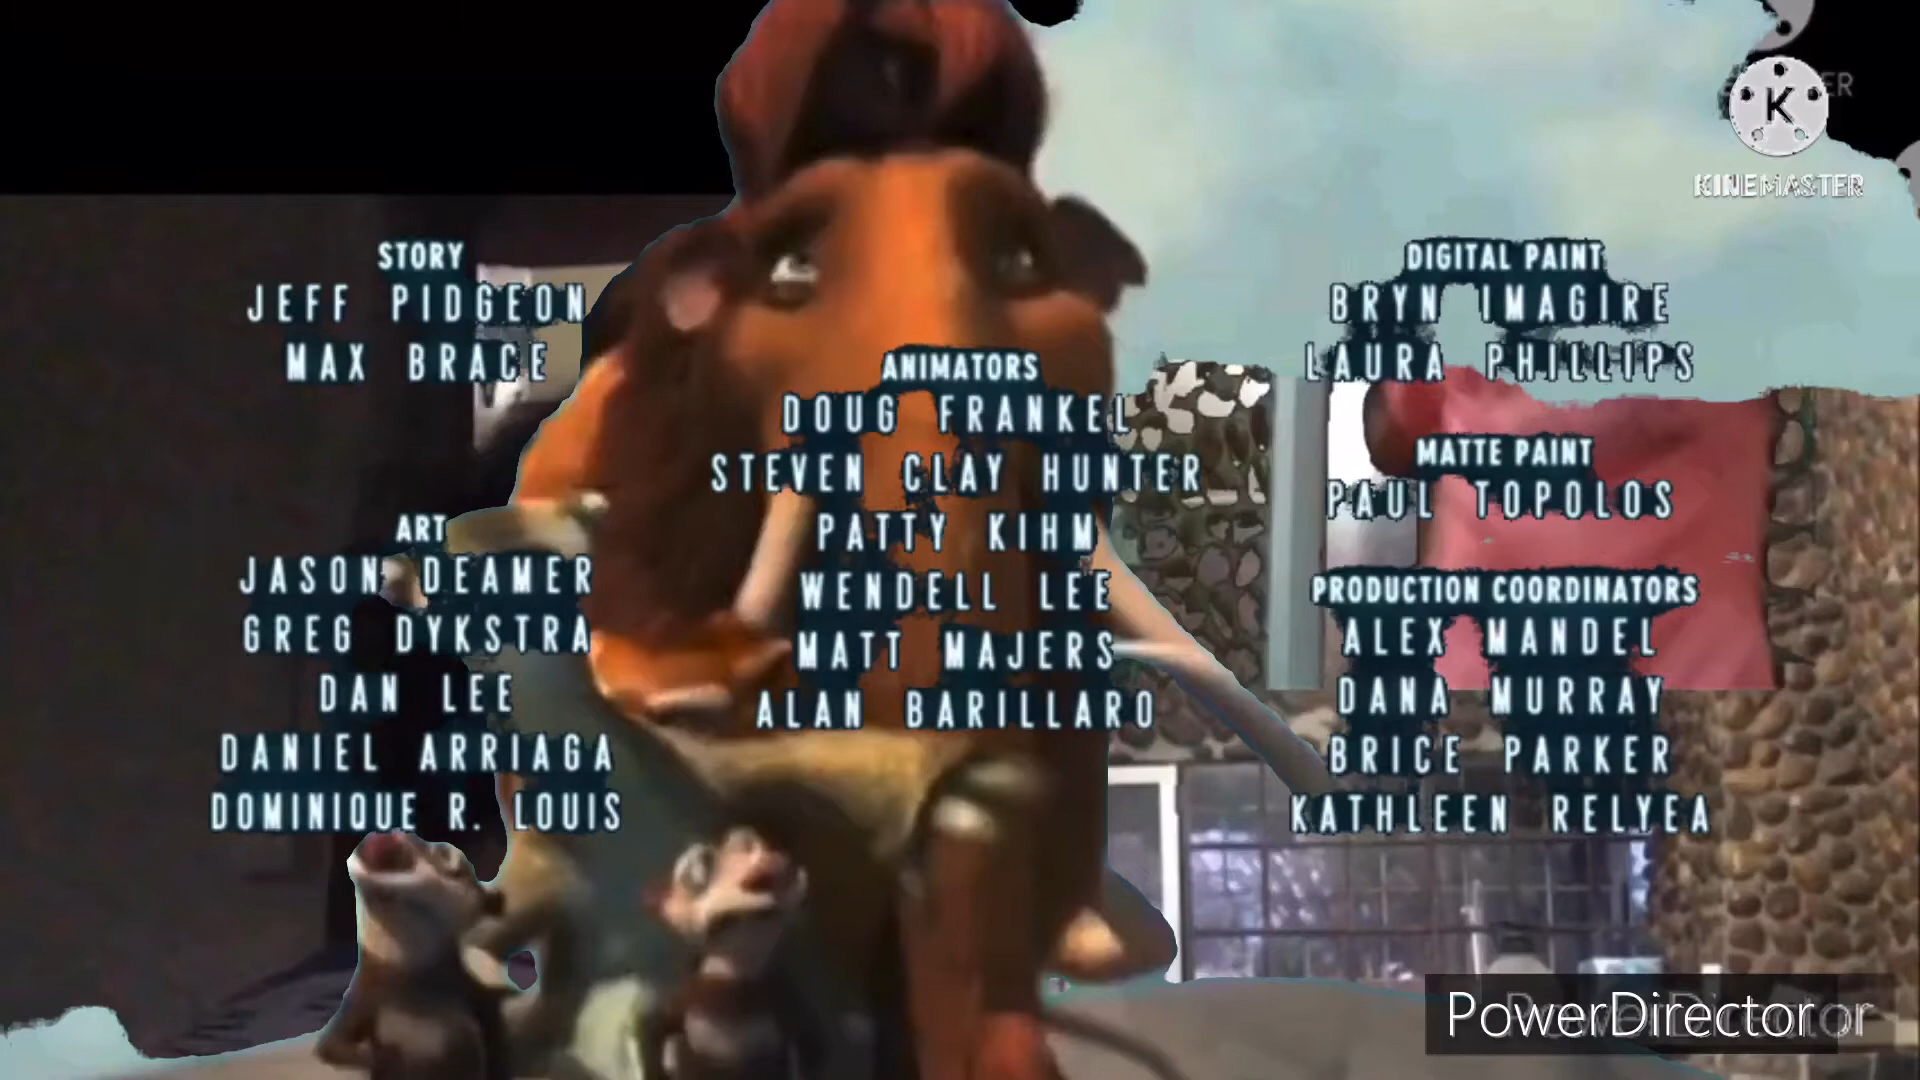 STORY
JEFF PIDGEON
MAX BRACE
ART
JASON DEAMER
GREG DYKSTRA
DAN LEE
DANIEL ARRIAGA
DOMINIQUE R. LOUIS
ANIMATORS
DOUG FRANKEL
STEVEN CLAY HUNTER
PATTY KIHM
WENDELL LEE
MATT MAJERS
ALAN BARILLARO
DIGITAL PAINT
BRYN IMAGIRE
LAURA PHILLIPS
MATTE PAINT
PAUL TOPOLOS
PRODUCTION COORDINATORS
ALEX MANDEL
DANA MURRAY
BRICE PARKER
KATHLEEN RELYEA
K
KINEMASTER
PowerDirector